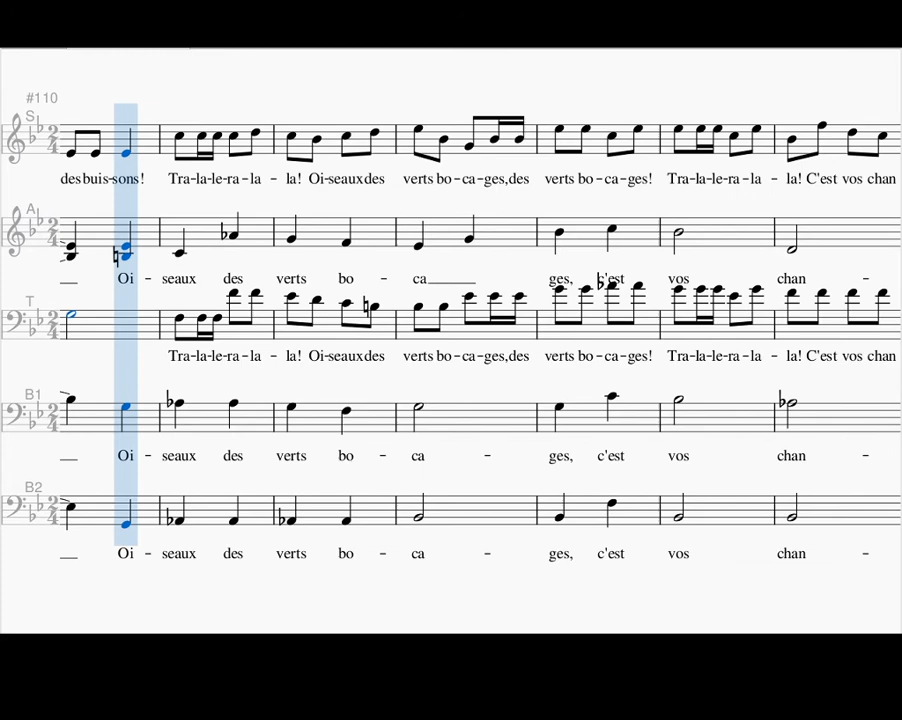 #110
S
des buis-sons! Tra-la-le-ra-la-la! Oi-seaux des verts bo-ca-ges, des verts bo-ca-ges! Tra-la-le-ra-la-la! C'est vos chan
A
Oi-seaux des verts bo-ca ges, c'est vos chan-
T
Tra-la-le-ra-la-la! Oi-seaux des verts bo-ca-ges, des verts bo-ca-ges! Tra-la-le-ra-la-la! C'est vos chan
B1
Oi-seaux des verts bo-ca-ges, c'est vos chan-
B2
Oi-seaux des verts bo-ca-ges, c'est vos chan-